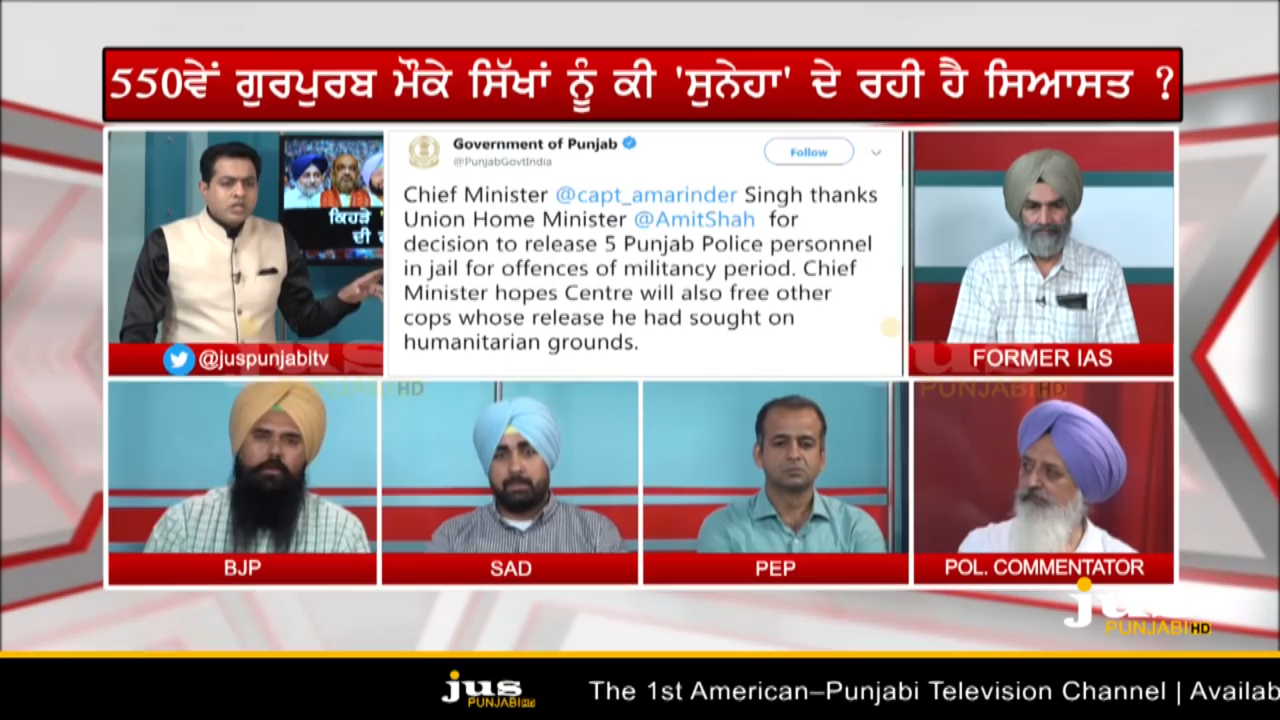 550ਵੇਂ ਗੁਰਪੁਰਬ ਮੌਕੇ ਸਿੱਖਾਂ ਨੂੰ ਕੀ 'ਸੁਨੇਹਾ' ਦੇ ਰਹੀ ਹੈ ਸਿਆਸਤ ?
ਕਿਹੜੇ
ਦੀ
@juspunjabitv
Government of Punjab
@PunjabGovtIndia
Follow
Chief Minister @capt_amarinder Singh thanks
Union Home Minister @AmitShah for
decision to release 5 Punjab Police personnel
in jail for offences of militancy period. Chief
Minister hopes Centre will also free other
cops whose release he had sought on
humanitarian grounds.
FORMER IAS
BJP
SAD
PEP
POL. COMMENTATOR
jus
PUNJABI HD
jus
PUNJABI HD
The 1st American–Punjabi Television Channel | Availab